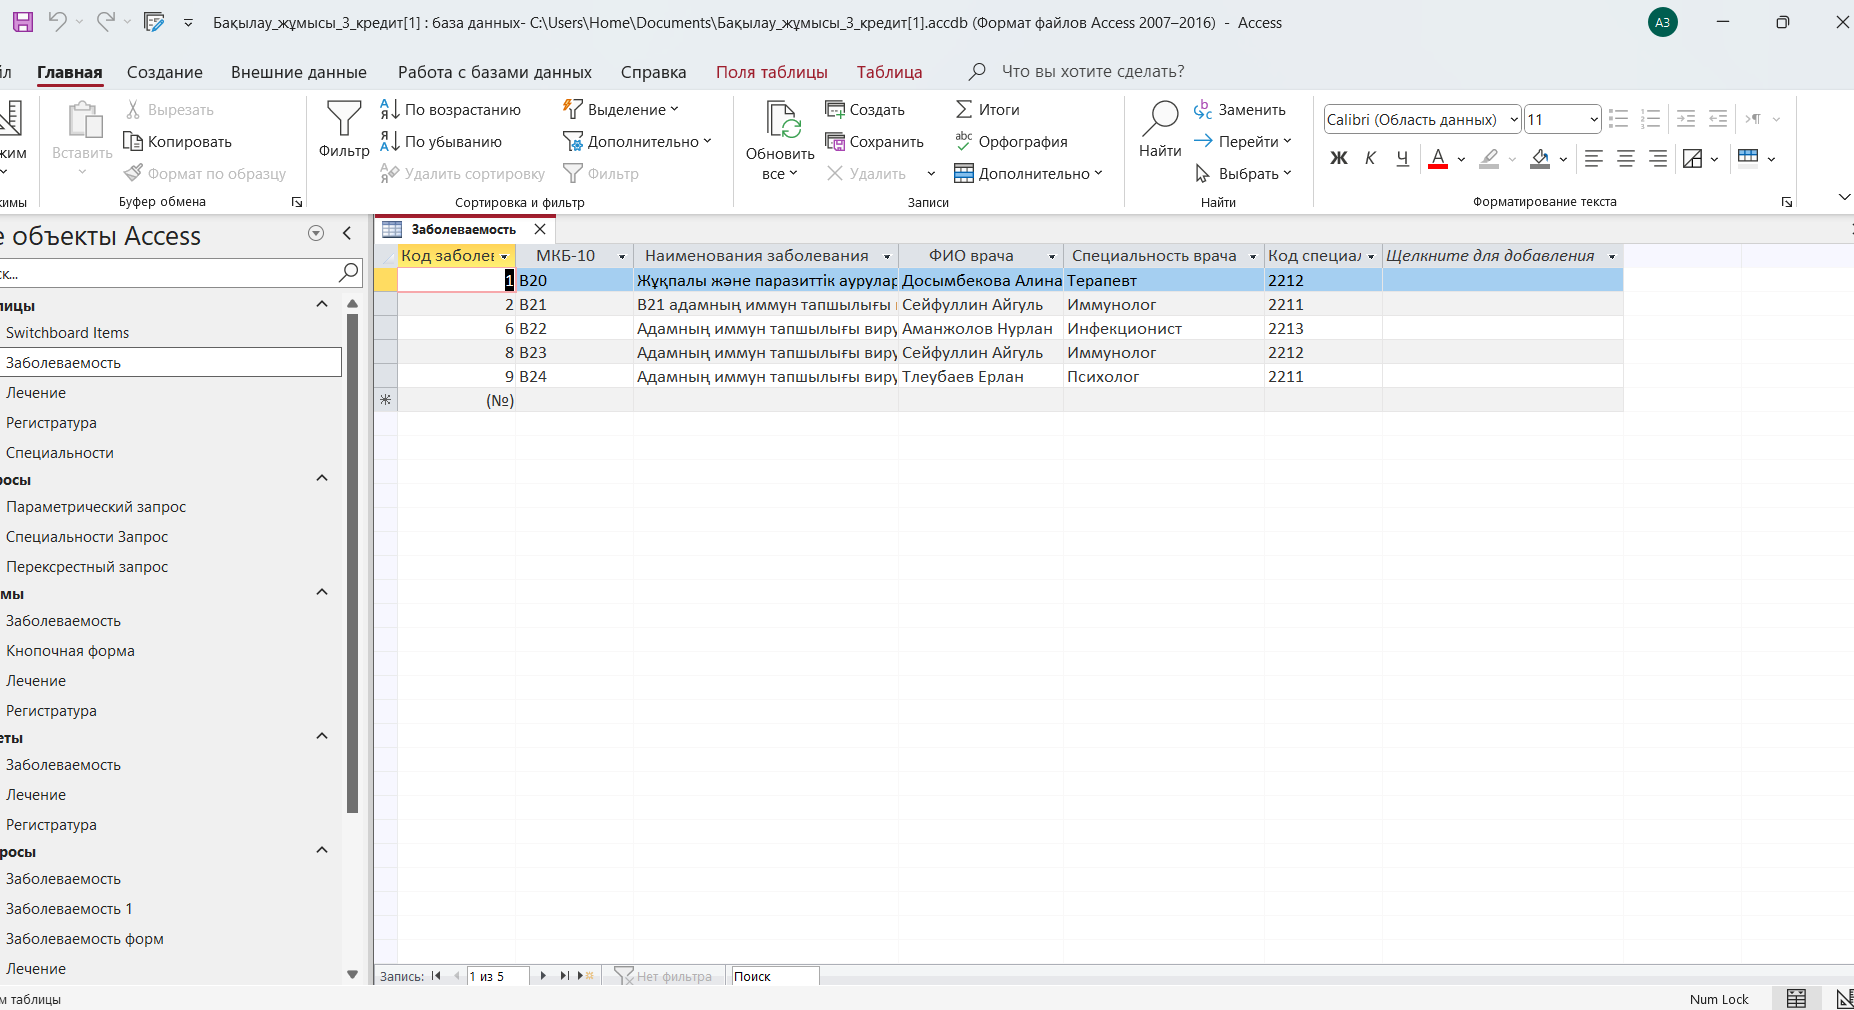 Бақылау_жұмысы_3_кредит[1] : база данных- C:\Users\Home\Documents\Бақылау_жұмысы_3_кредит[1].accdb (Формат файлов Access 2007–2016) - Access
АЗ
йл Главная Создание Внешние данные Работа с базами данных Справка Поля таблицы Таблица Что вы хотите сделать?
жим
имы
Вставить
Вырезать
Копировать
Формат по образцу
Буфер обмена
Фильтр
По возрастанию
По убыванию
Удалить сортировку
Выделение
Дополнительно
Фильтр
Сортировка и фильтр
Обновить
все
Создать
Сохранить
Удалить
Итоги
Орфография
Дополнительно
Записи
Найти
Заменить
Перейти
Выбрать
Найти
Calibri (Область данных) 11
Ж К Ч А
Форматирование текста
е объекты Access
ск...
лицы
Switchboard Items
Заболеваемость
Лечение
Регистратура
Специальности
росы
Параметрический запрос
Специальности Запрос
Перекрестный запрос
мы
Заболеваемость
Кнопочная форма
Лечение
Регистратура
еты
Заболеваемость
Лечение
Регистратура
росы
Заболеваемость
Заболеваемость 1
Заболеваемость форм
Лечение
Заболеваемость
Код заболев МКБ-10 Наименования заболевания ФИО врача Специальность врача Код специал Щелкните для добавления
1 B20 Жұқпалы және паразиттік аурулар Досымбекова Алина Терапевт 2212
2 B21 B21 адамның иммун тапшылығы Сейфуллин Айгуль Иммунолог 2211
6 B22 Адамның иммун тапшылығы виру Аманжолов Нурлан Инфекционист 2213
8 B23 Адамның иммун тапшылығы виру Сейфуллин Айгуль Иммунолог 2212
9 B24 Адамның иммун тапшылығы виру Тлеубаев Ерлан Психолог 2211
(№)
Запись: 1 из 5 Нет фильтра Поиск
м таблицы
Num Lock